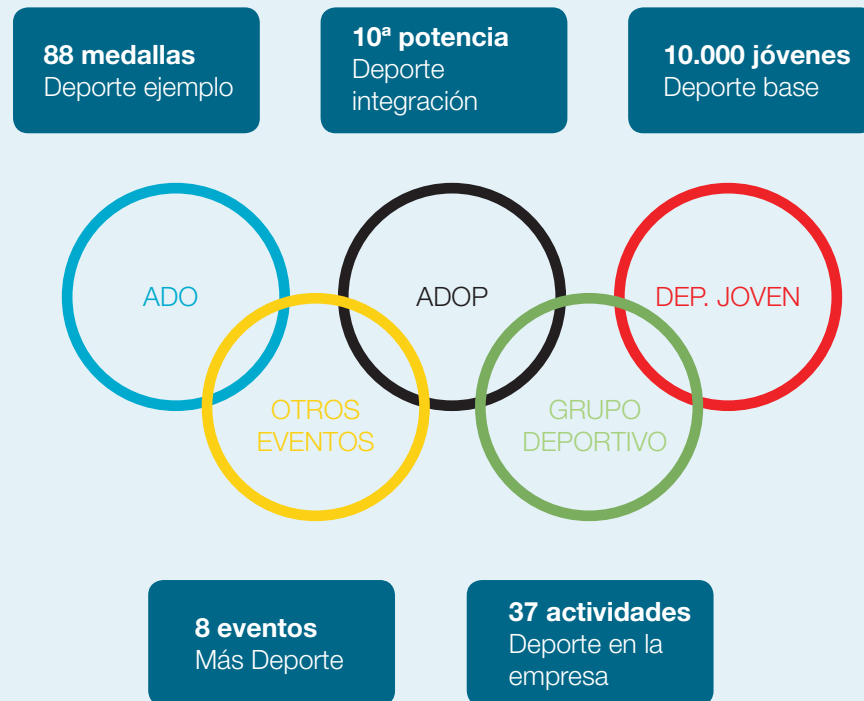 88 medallas
Deporte ejemplo
10ª potencia
Deporte
integración
10.000 jóvenes
Deporte base
ADO
ADOP
DEP. JOVEN
OTROS
EVENTOS
GRUPO
DEPORTIVO
8 eventos
Más Deporte
37 actividades
Deporte en la
empresa